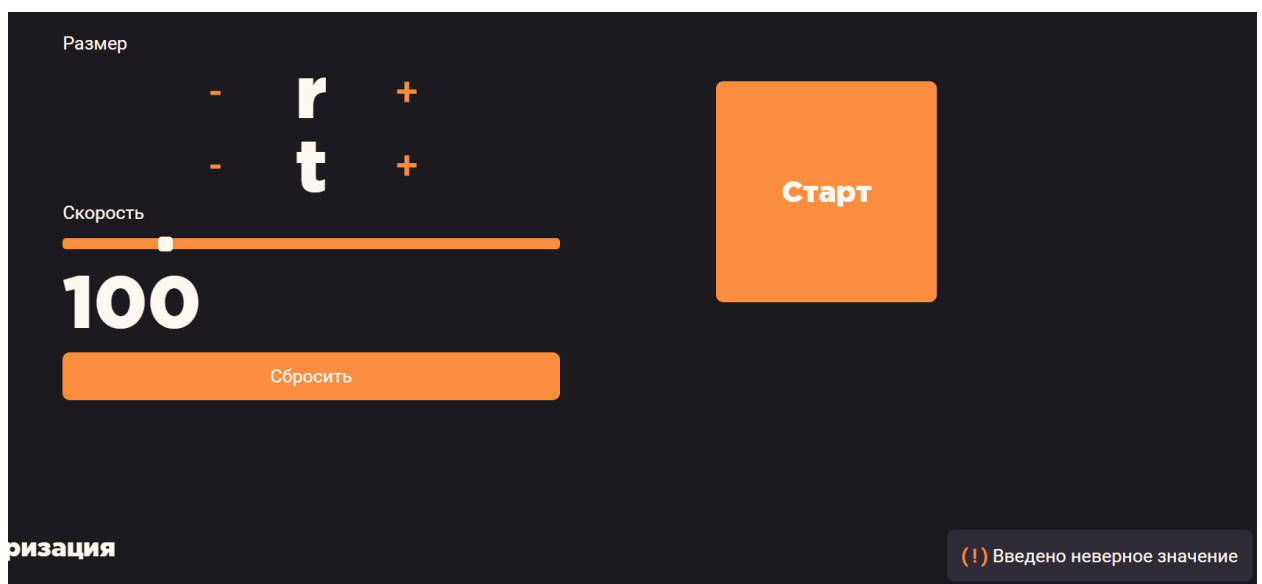 Размер
- r +
- t +
Старт
Скорость
100
Сбросить
ризация
(!) Введено неверное значение